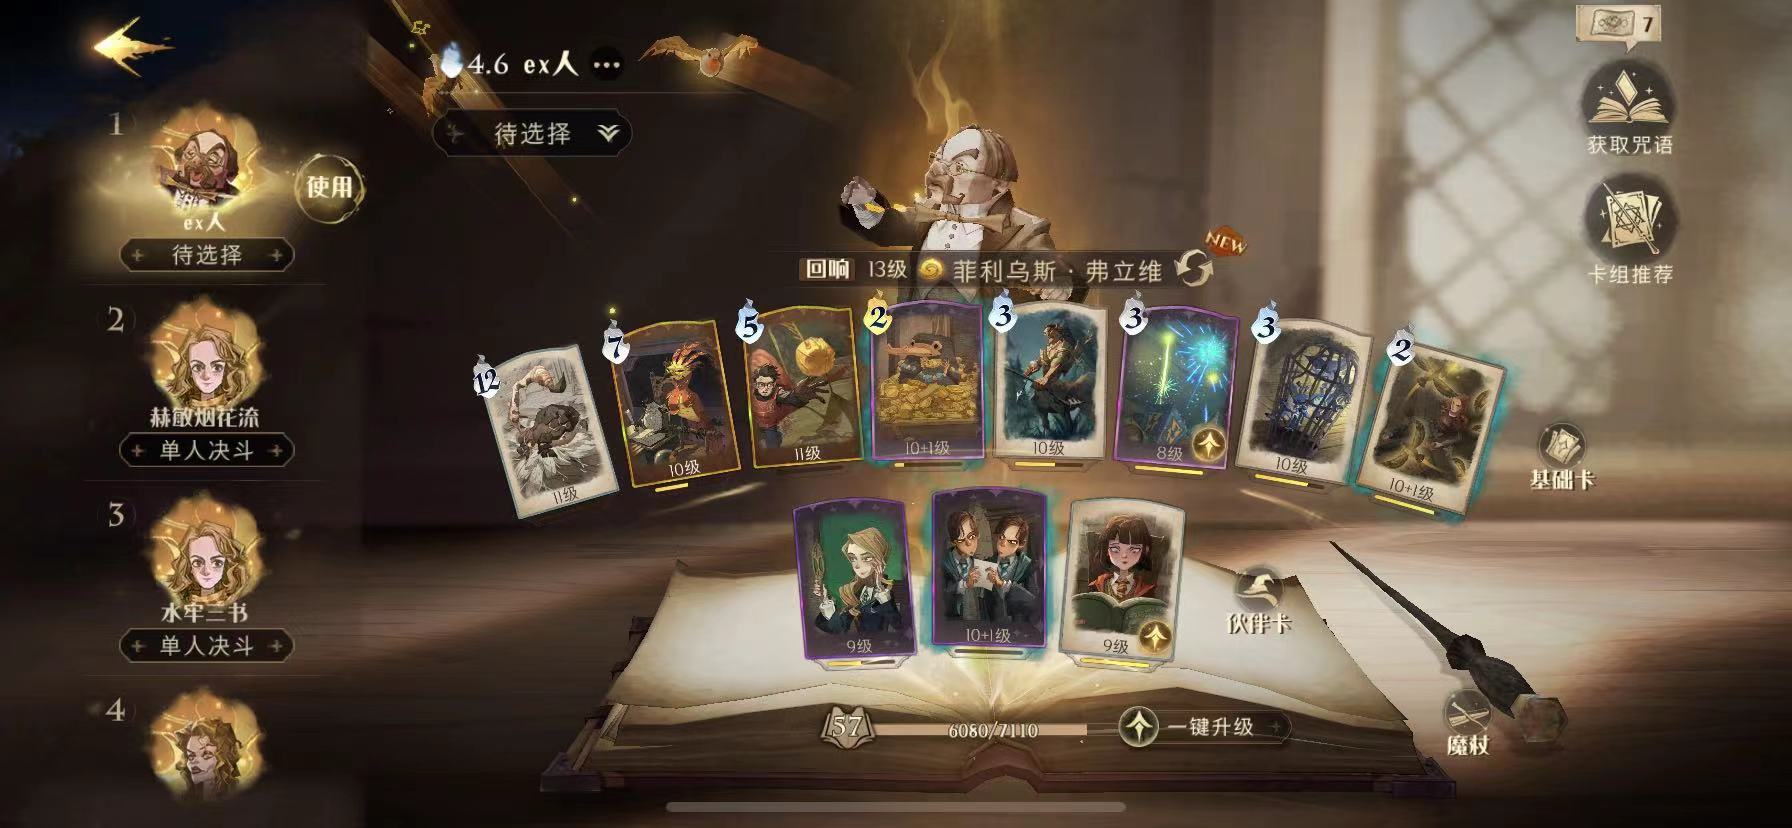 4.6 ex人
7
待选择
获取咒语
卡组推荐
1
使用
ex人
待选择
NEW
回响 13级 菲利乌斯·弗立维
2
赫敏烟花流
单人决斗
12
7
5
2
3
3
3
2
11级
10级
11级
10+1级
10级
8级
10级
10+1级
基础卡
3
水牢三书
单人决斗
9级
10+1级
9级
伙伴卡
4
57
6080/7110
一键升级
魔杖